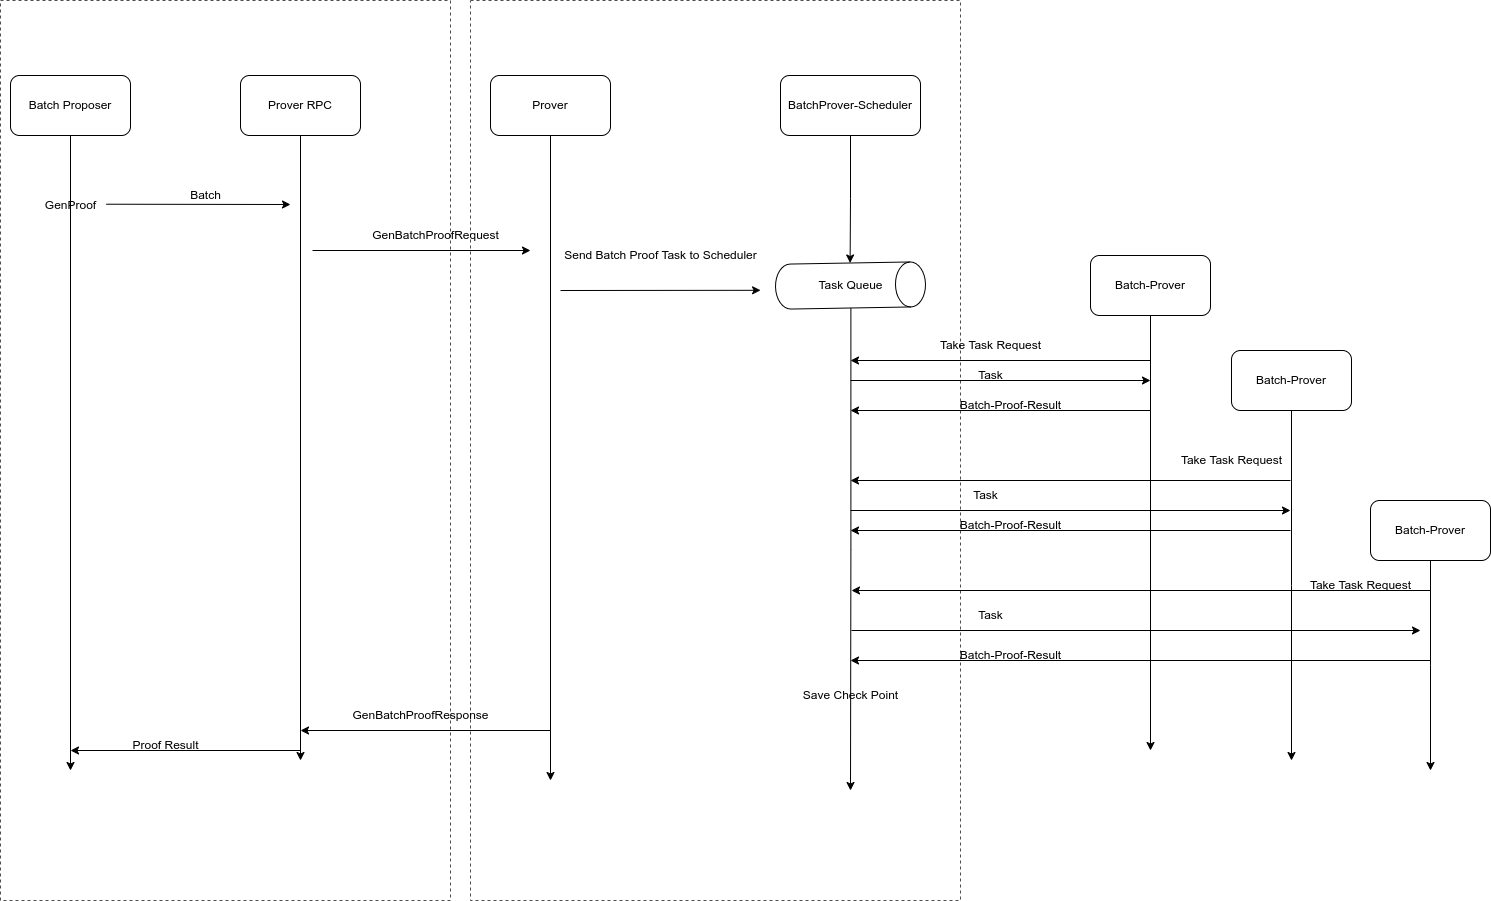 Batch Proposer
Prover RPC
Prover
BatchProver-Scheduler
GenProof
Batch
GenBatchProofRequest
Send Batch Proof Task to Scheduler
Task Queue
Batch-Prover
Take Task Request
Task
Batch-Prover
Batch-Proof-Result
Take Task Request
Task
Batch-Proof-Result
Batch-Prover
Take Task Request
Task
Batch-Proof-Result
Save Check Point
GenBatchProofResponse
Proof Result